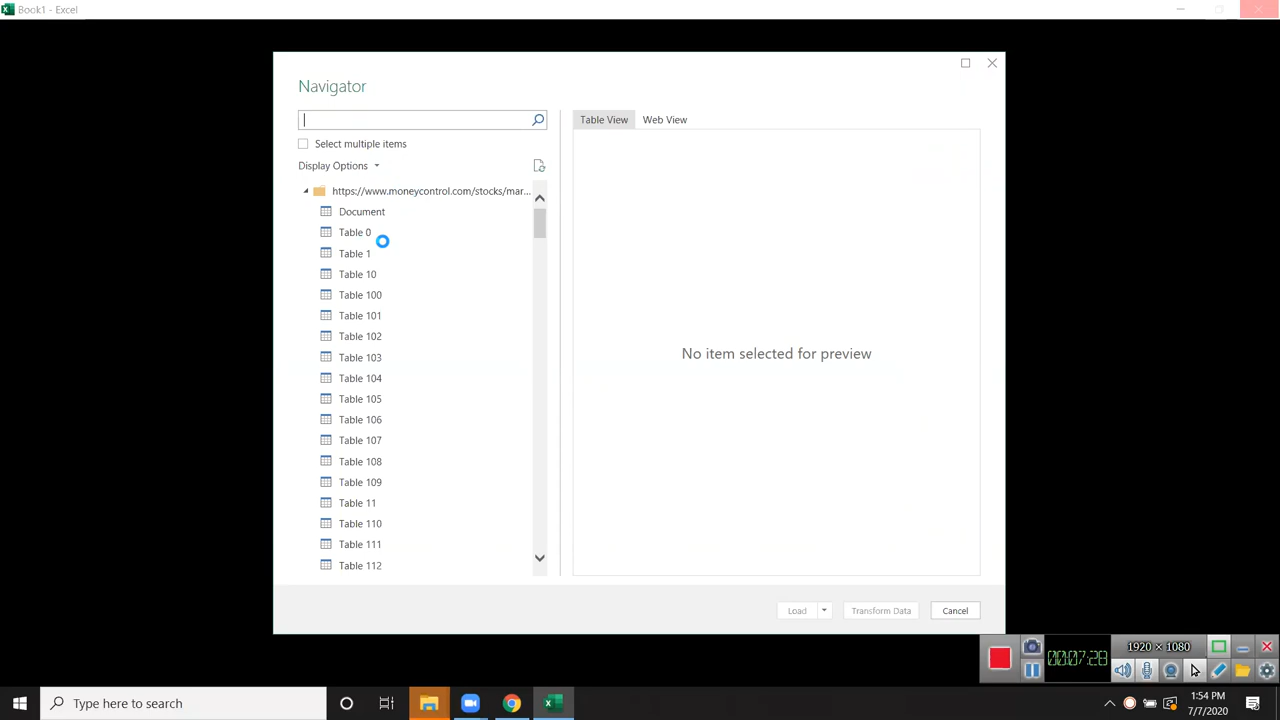 Book1 - Excel
Navigator
Select multiple items
Display Options
https://www.moneycontrol.com/stocks/mar...
Document
Table 0
Table 1
Table 10
Table 100
Table 101
Table 102
Table 103
Table 104
Table 105
Table 106
Table 107
Table 108
Table 109
Table 11
Table 110
Table 111
Table 112
Table View
Web View
No item selected for preview
Load
Transform Data
Cancel
1920 × 1080
00:07:28
Type here to search
1:54 PM
7/7/2020